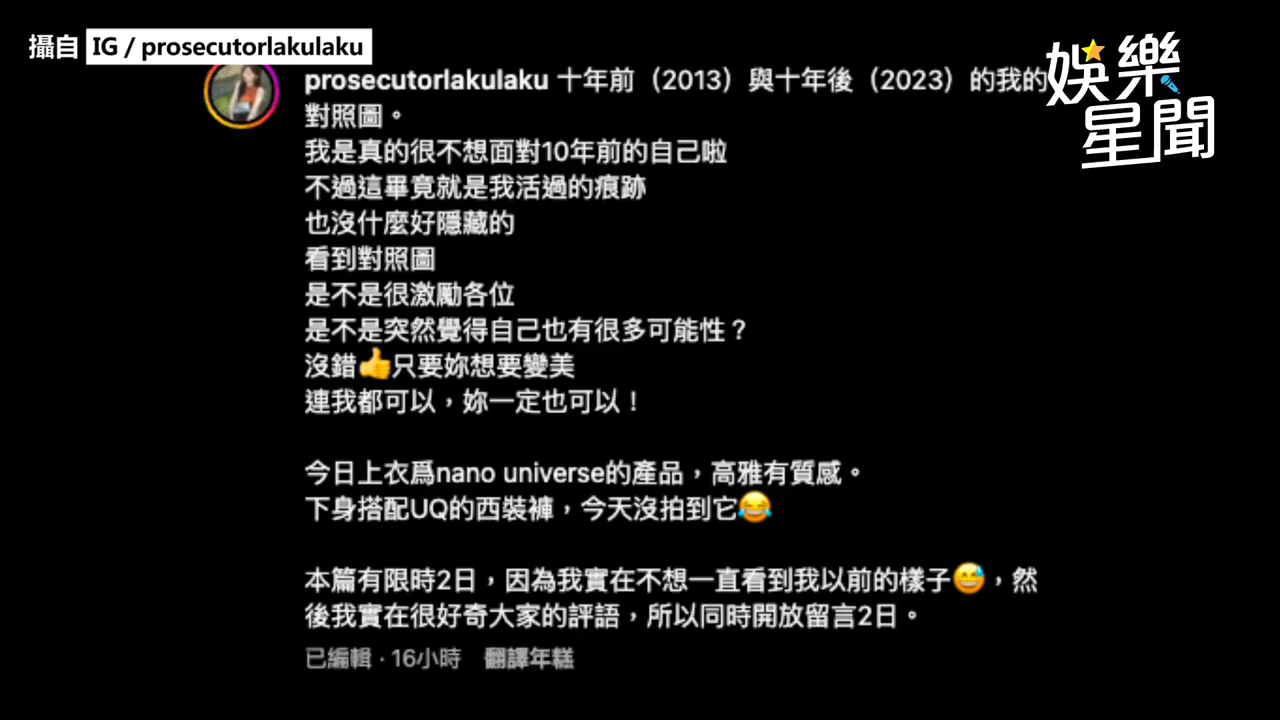 攝自 IG / prosecutorlakulaku
娛樂
星聞
prosecutorlakulaku 十年前（2013）與十年後（2023）的我的
對照圖。
我是真的很不想面對10年前的自己啦
不過這畢竟就是我活過的痕跡
也沒什麼好隱藏的
看到對照圖
是不是很激勵各位
是不是突然覺得自己也有很多可能性？
沒錯👍只要妳想要變美
連我都可以，妳一定也可以！
今日上衣爲nano universe的產品，高雅有質感。
下身搭配UQ的西裝褲，今天沒拍到它😂
本篇有限時2日，因為我實在不想一直看到我以前的樣子😅，然
後我實在很好奇大家的評語，所以同時開放留言2日。
已編輯 · 16小時 翻譯年糕